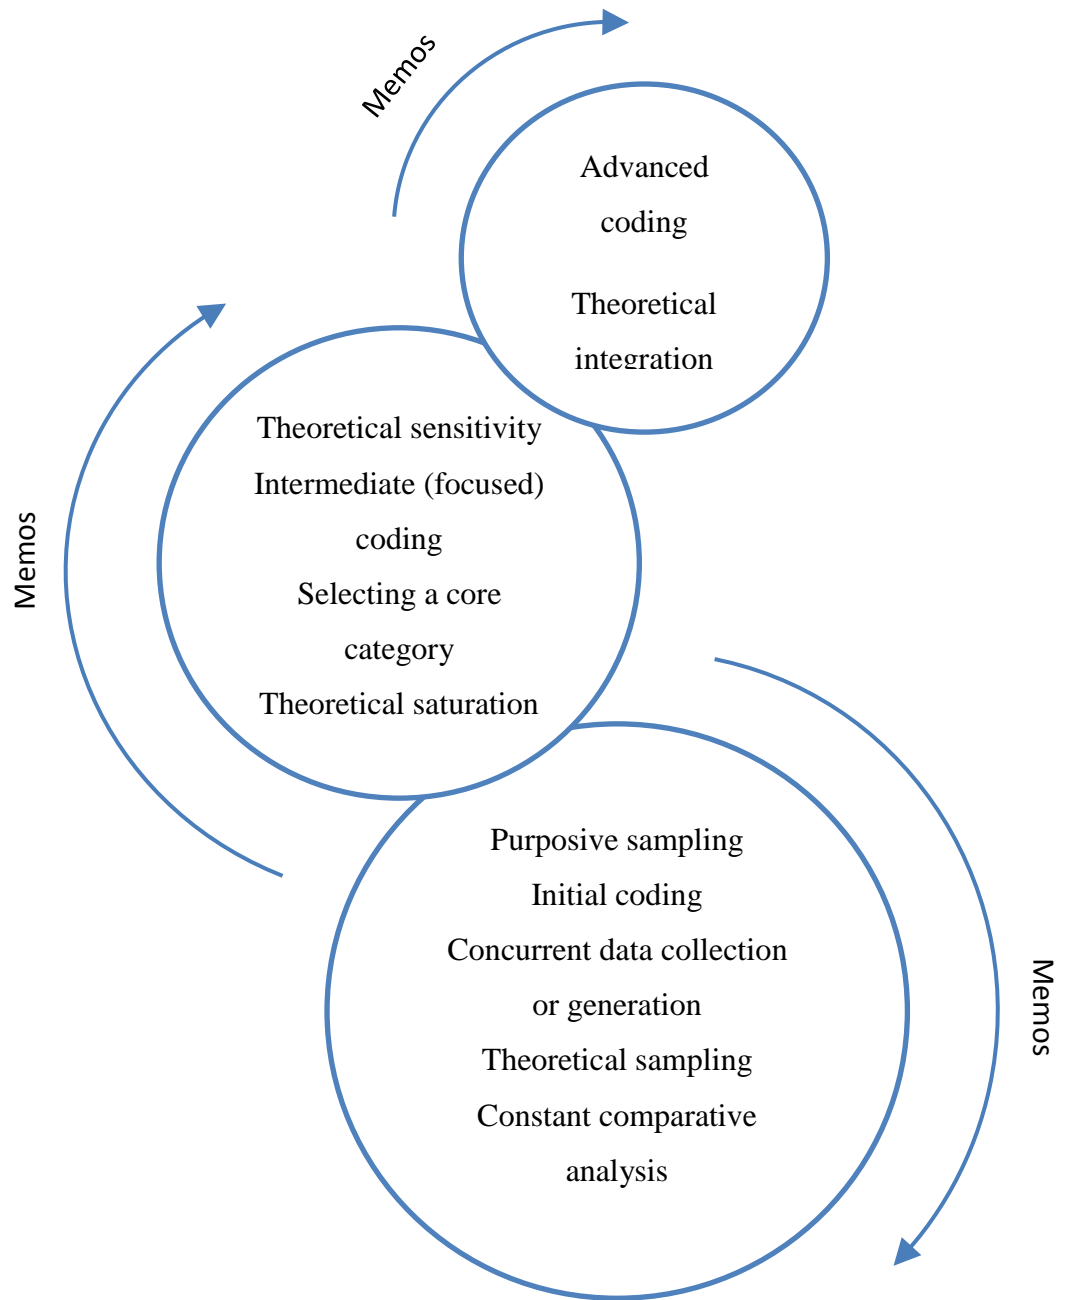 Memos
Advanced
coding
Theoretical
integration
Theoretical sensitivity
Intermediate (focused)
coding
Selecting a core
category
Theoretical saturation
Memos
Purposive sampling
Initial coding
Concurrent data collection
or generation
Theoretical sampling
Constant comparative
analysis
Memos